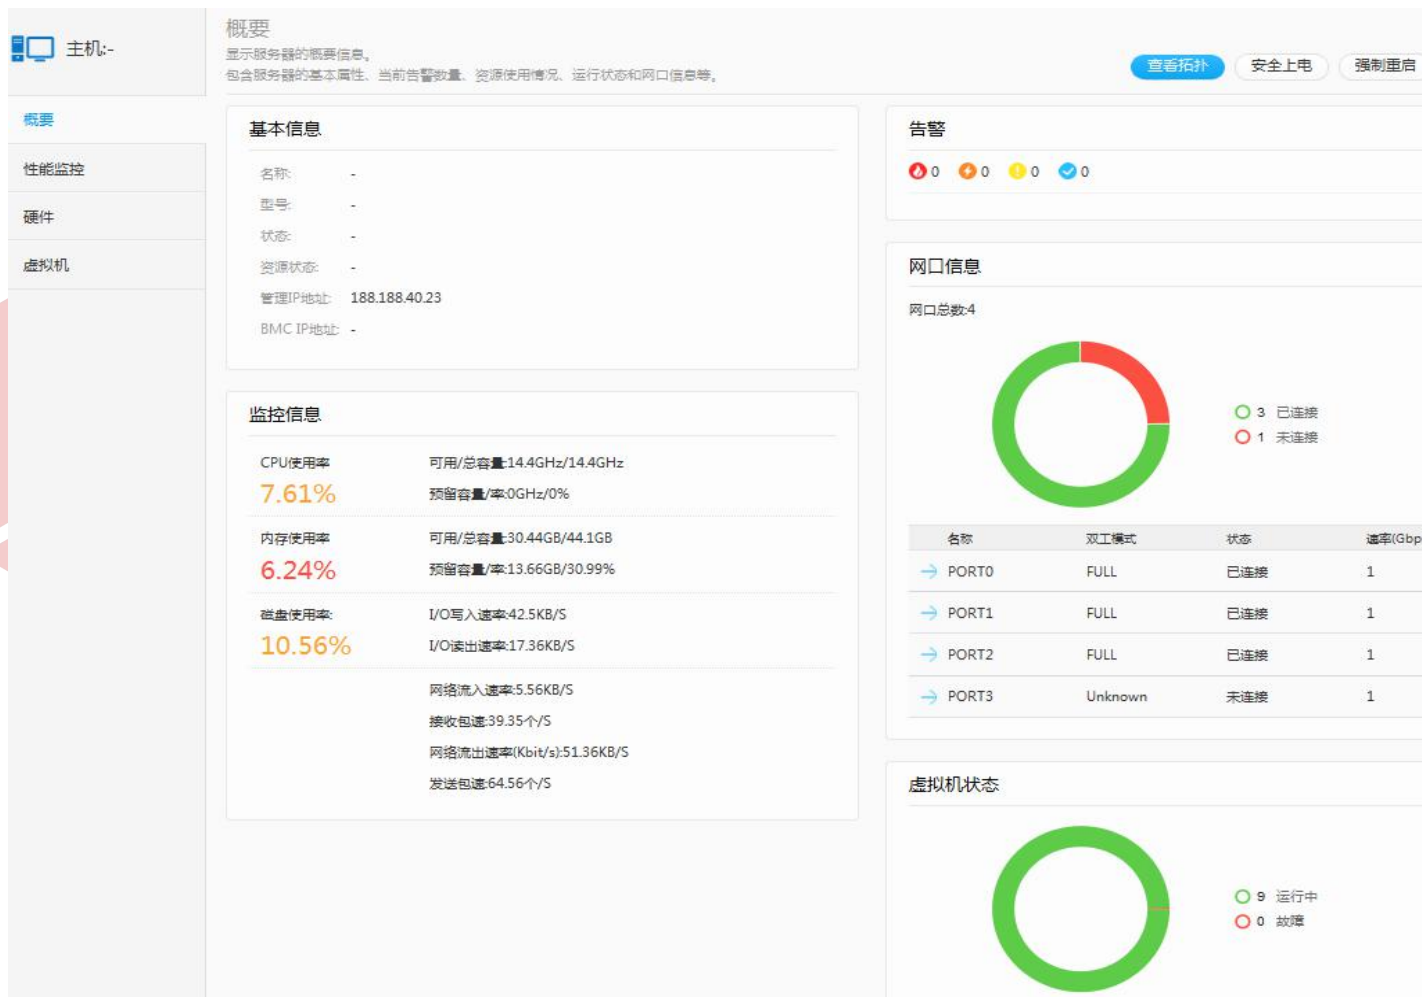 主机:-
概要
性能监控
硬件
虚拟机
概要
显示服务器的概要信息。
包含服务器的基本属性、当前告警数量、资源使用情况、运行状态和网口信息等。
查看拓扑 安全上电 强制重启
基本信息
名称: -
型号: -
状态: -
资源状态: -
管理IP地址: 188.188.40.23
BMC IP地址: -
监控信息
CPU使用率 可用/总容量:14.4GHz/14.4GHz
7.61% 预留容量/率:0GHz/0%
内存使用率 可用/总容量:30.44GB/44.1GB
6.24% 预留容量/率:13.66GB/30.99%
磁盘使用率: I/O写入速率:42.5KB/S
10.56% I/O读出速率:17.36KB/S
网络流入速率:5.56KB/S
接收包速:39.35个/S
网络流出速率(Kbit/s):51.36KB/S
发送包速:64.56个/S
告警
0 0 0 0
网口信息
网口总数:4
3 已连接
1 未连接
名称 双工模式 状态 速率(Gbp
PORT0 FULL 已连接 1
PORT1 FULL 已连接 1
PORT2 FULL 已连接 1
PORT3 Unknown 未连接 1
虚拟机状态
9 运行中
0 故障